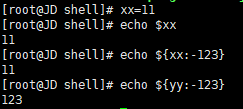 [root@JD shell]# xx=11
[root@JD shell]# echo $xx
11
[root@JD shell]# echo ${xx:-123}
11
[root@JD shell]# echo ${yy:-123}
123